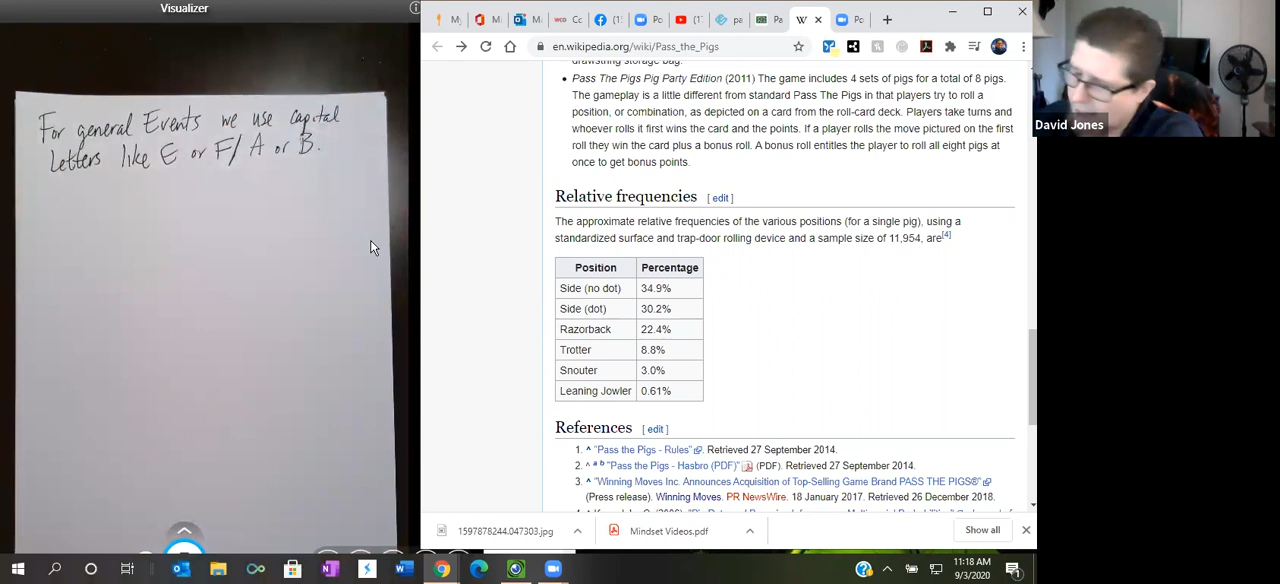 Visualizer
For general Events we use capital
letters like E or F/ A or B.
en.wikipedia.org/wiki/Pass_the_Pigs
drawstring storage bag.
Pass The Pigs Pig Party Edition (2011) The game includes 4 sets of pigs for a total of 8 pigs.
The gameplay is a little different from standard Pass The Pigs in that players try to roll a
position, or combination, as depicted on a card from the roll-card deck. Players take turns and
whoever rolls it first wins the card and the points. If a player rolls the move pictured on the first
roll they win the card plus a bonus roll. A bonus roll entitles the player to roll all eight pigs at
once to get bonus points.
Relative frequencies [ edit ]
The approximate relative frequencies of the various positions (for a single pig), using a
standardized surface and trap-door rolling device and a sample size of 11,954, are[4]
Position Percentage
Side (no dot) 34.9%
Side (dot) 30.2%
Razorback 22.4%
Trotter 8.8%
Snouter 3.0%
Leaning Jowler 0.61%
References [ edit ]
1. ^ "Pass the Pigs - Rules". Retrieved 27 September 2014.
2. ^ a b "Pass the Pigs - Hasbro (PDF)" (PDF). Retrieved 27 September 2014.
3. ^ "Winning Moves Inc. Announces Acquisition of Top-Selling Game Brand PASS THE PIGS®"
(Press release). Winning Moves. PR NewsWire. 18 January 2017. Retrieved 26 December 2018.
David Jones
1597878244.047303.jpg
Mindset Videos.pdf
Show all
11:18 AM
9/3/2020